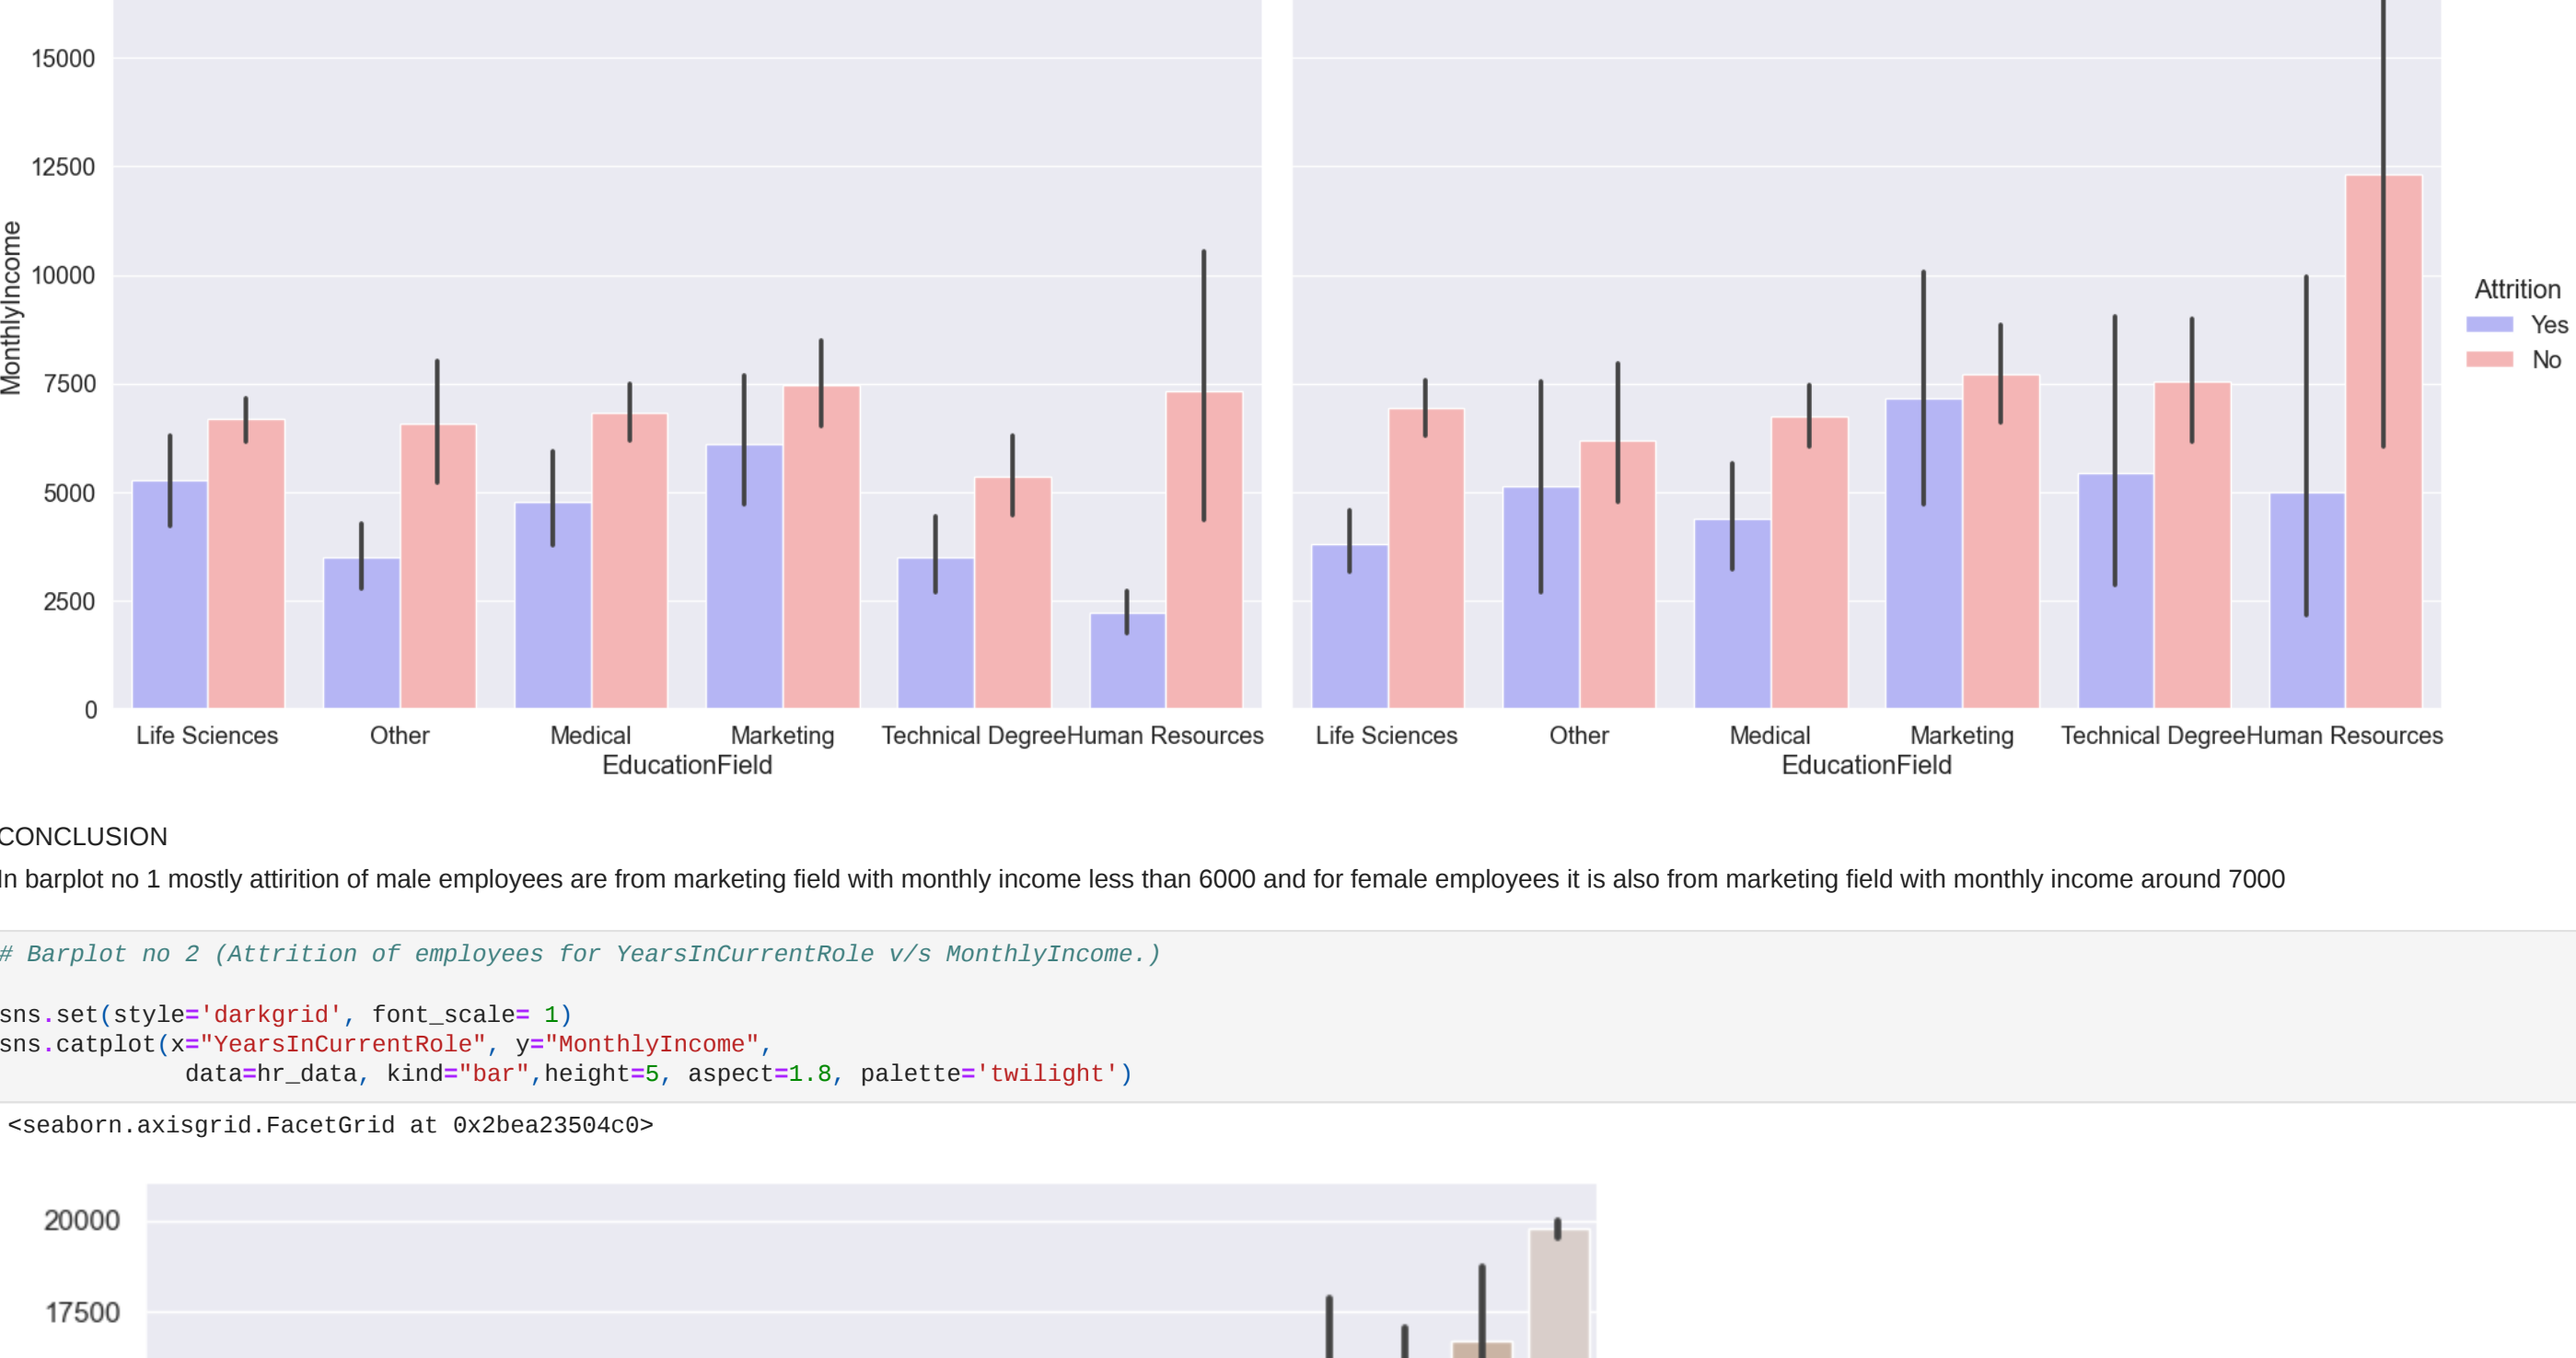 15000
12500
10000
7500
5000
2500
0
MonthlyIncome
Life Sciences Other Medical Marketing Technical Degree Human Resources
EducationField
Life Sciences Other Medical Marketing Technical Degree Human Resources
EducationField
Attrition
Yes
No
CONCLUSION
In barplot no 1 mostly attirition of male employees are from marketing field with monthly income less than 6000 and for female employees it is also from marketing field with monthly income around 7000
# Barplot no 2 (Attrition of employees for YearsInCurrentRole v/s MonthlyIncome.)
sns.set(style='darkgrid', font_scale= 1)
sns.catplot(x="YearsInCurrentRole", y="MonthlyIncome",
data=hr_data, kind="bar",height=5, aspect=1.8, palette='twilight')
<seaborn.axisgrid.FacetGrid at 0x2bea23504c0>
20000
17500